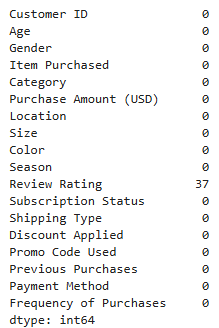 Customer ID 0
Age 0
Gender 0
Item Purchased 0
Category 0
Purchase Amount (USD) 0
Location 0
Size 0
Color 0
Season 0
Review Rating 37
Subscription Status 0
Shipping Type 0
Discount Applied 0
Promo Code Used 0
Previous Purchases 0
Payment Method 0
Frequency of Purchases 0
dtype: int64